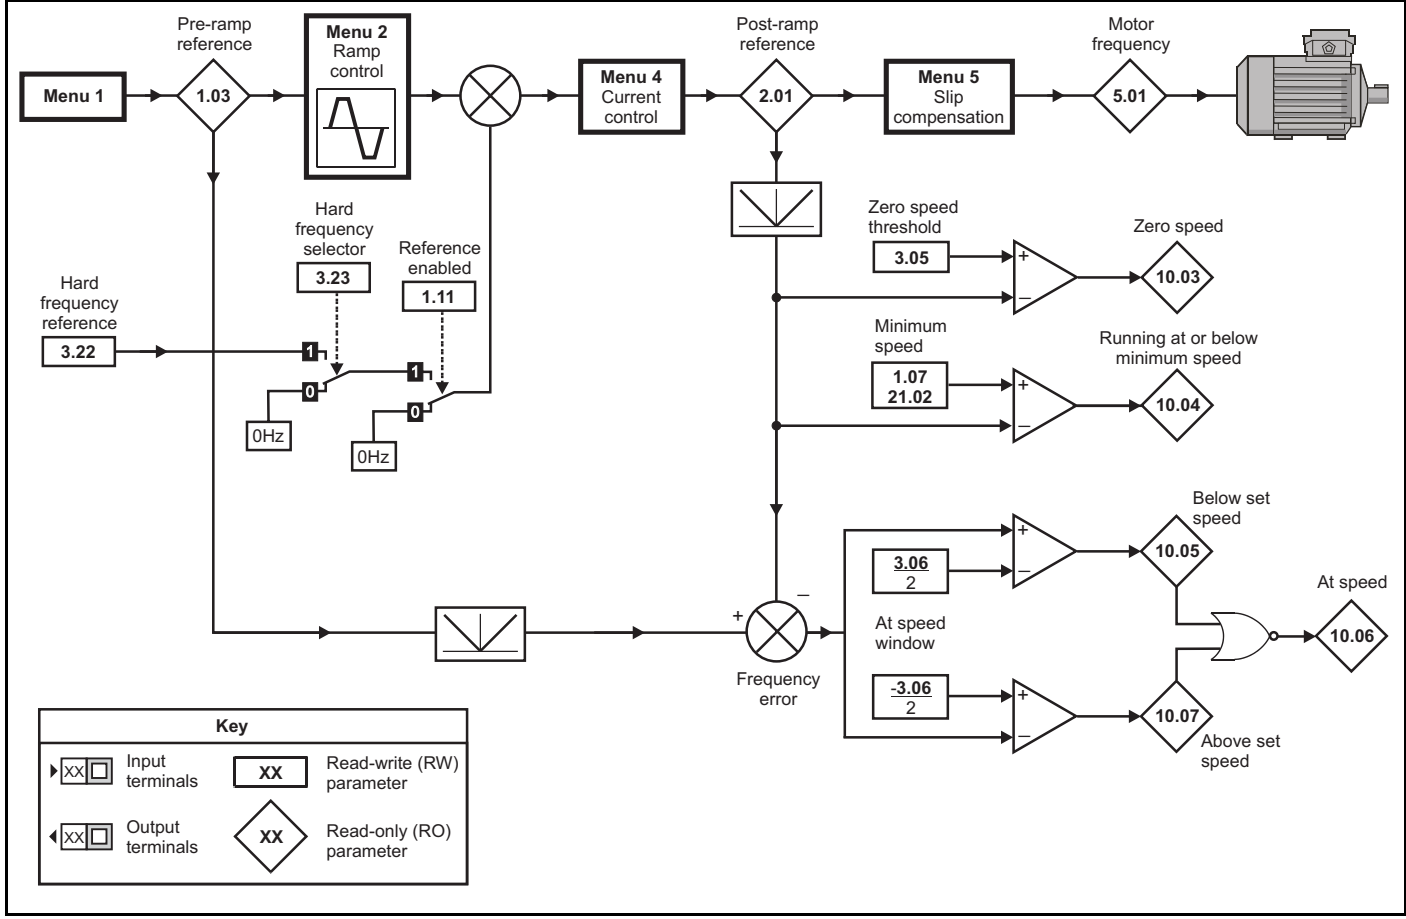 Pre-ramp
reference
Menu 2
Ramp
control
Post-ramp
reference
Motor
frequency
Menu 1
1.03
Menu 4
Current
control
2.01
Menu 5
Slip
compensation
5.01
Hard
frequency
selector
3.23
Reference
enabled
1.11
Hard
frequency
reference
3.22
1
0
0Hz
1
0
0Hz
Zero speed
threshold
3.05
+
–
Zero speed
10.03
Minimum
speed
1.07
21.02
+
–
Running at or below
minimum speed
10.04
Below set
speed
10.05
+
–
3.06
2
At speed
window
-3.06
2
+
–
10.07
Above set
speed
At speed
10.06
+
–
Frequency
error
Key
XX
Input
terminals
XX
Read-write (RW)
parameter
XX
Output
terminals
XX
Read-only (RO)
parameter